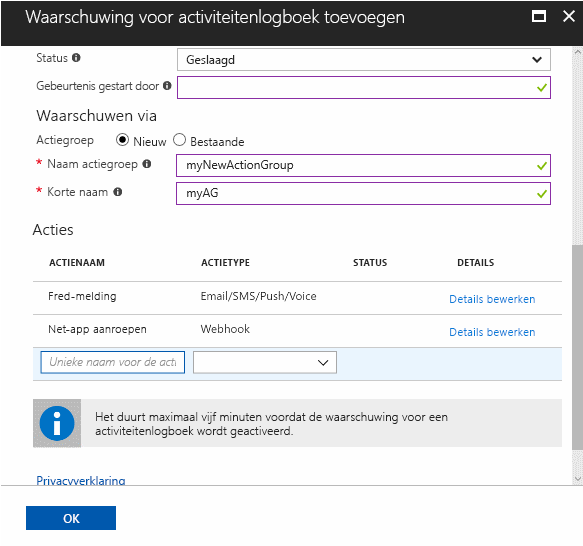 Waarschuwing voor activiteitenlogboek toevoegen
Status Geslaagd
Gebeurtenis gestart door
Waarschuwen via
Actiegroep Nieuw Bestaande
* Naam actiegroep myNewActionGroup
* Korte naam myAG
Acties
ACTIENAAM ACTIETYPE STATUS DETAILS
Fred-melding Email/SMS/Push/Voice Details bewerken
Net-app aanroepen Webhook Details bewerken
Unieke naam voor de acti
Het duurt maximaal vijf minuten voordat de waarschuwing voor een
activiteitenlogboek wordt geactiveerd.
Privacyverklaring
OK